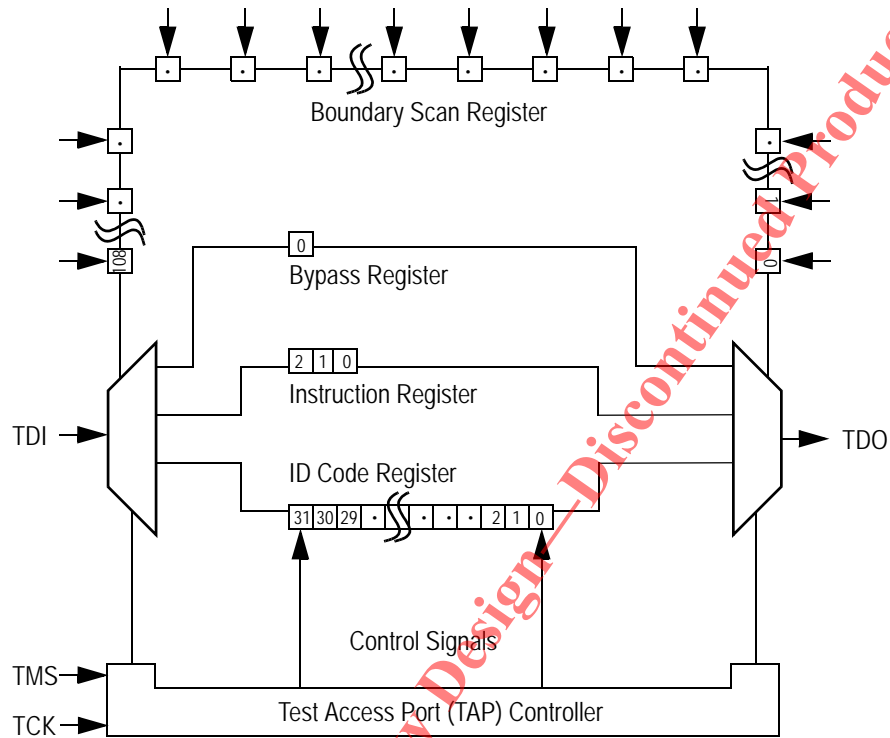 Boundary Scan Register
1
108
0
0
Bypass Register
2 1 0
Instruction Register
TDI
TDO
ID Code Register
31 30 29 · · · · 2 1 0
Control Signals
TMS
Test Access Port (TAP) Controller
TCK
w Design—Discontinued Produc